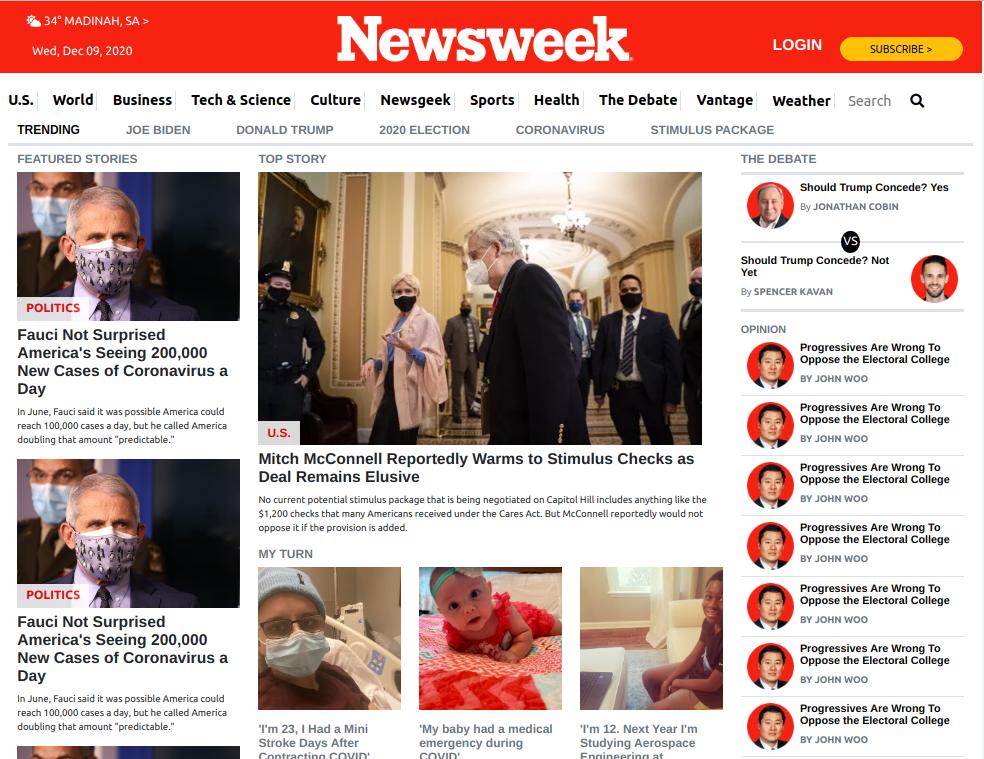 34° MADINAH, SA >
Wed, Dec 09, 2020
Newsweek
LOGIN
SUBSCRIBE >
U.S. World Business Tech & Science Culture Newsgeek Sports Health The Debate Vantage Weather Search
TRENDING JOE BIDEN DONALD TRUMP 2020 ELECTION CORONAVIRUS STIMULUS PACKAGE
FEATURED STORIES
POLITICS
Fauci Not Surprised
America's Seeing 200,000
New Cases of Coronavirus a
Day
In June, Fauci said it was possible America could
reach 100,000 cases a day, but he called America
doubling that amount "predictable."
POLITICS
Fauci Not Surprised
America's Seeing 200,000
New Cases of Coronavirus a
Day
In June, Fauci said it was possible America could
reach 100,000 cases a day, but he called America
doubling that amount "predictable."
TOP STORY
U.S.
Mitch McConnell Reportedly Warms to Stimulus Checks as
Deal Remains Elusive
No current potential stimulus package that is being negotiated on Capitol Hill includes anything like the
$1,200 checks that many Americans received under the Cares Act. But McConnell reportedly would not
oppose it if the provision is added.
MY TURN
'I'm 23, I Had a Mini
Stroke Days After
Contracting COVID'
'My baby had a medical
emergency during
COVID'
'I'm 12. Next Year I'm
Studying Aerospace
Engineering at
THE DEBATE
Should Trump Concede? Yes
By JONATHAN COBIN
VS
Should Trump Concede? Not
Yet
By SPENCER KAVAN
OPINION
Progressives Are Wrong To
Oppose the Electoral College
BY JOHN WOO
Progressives Are Wrong To
Oppose the Electoral College
BY JOHN WOO
Progressives Are Wrong To
Oppose the Electoral College
BY JOHN WOO
Progressives Are Wrong To
Oppose the Electoral College
BY JOHN WOO
Progressives Are Wrong To
Oppose the Electoral College
BY JOHN WOO
Progressives Are Wrong To
Oppose the Electoral College
BY JOHN WOO
Progressives Are Wrong To
Oppose the Electoral College
BY JOHN WOO